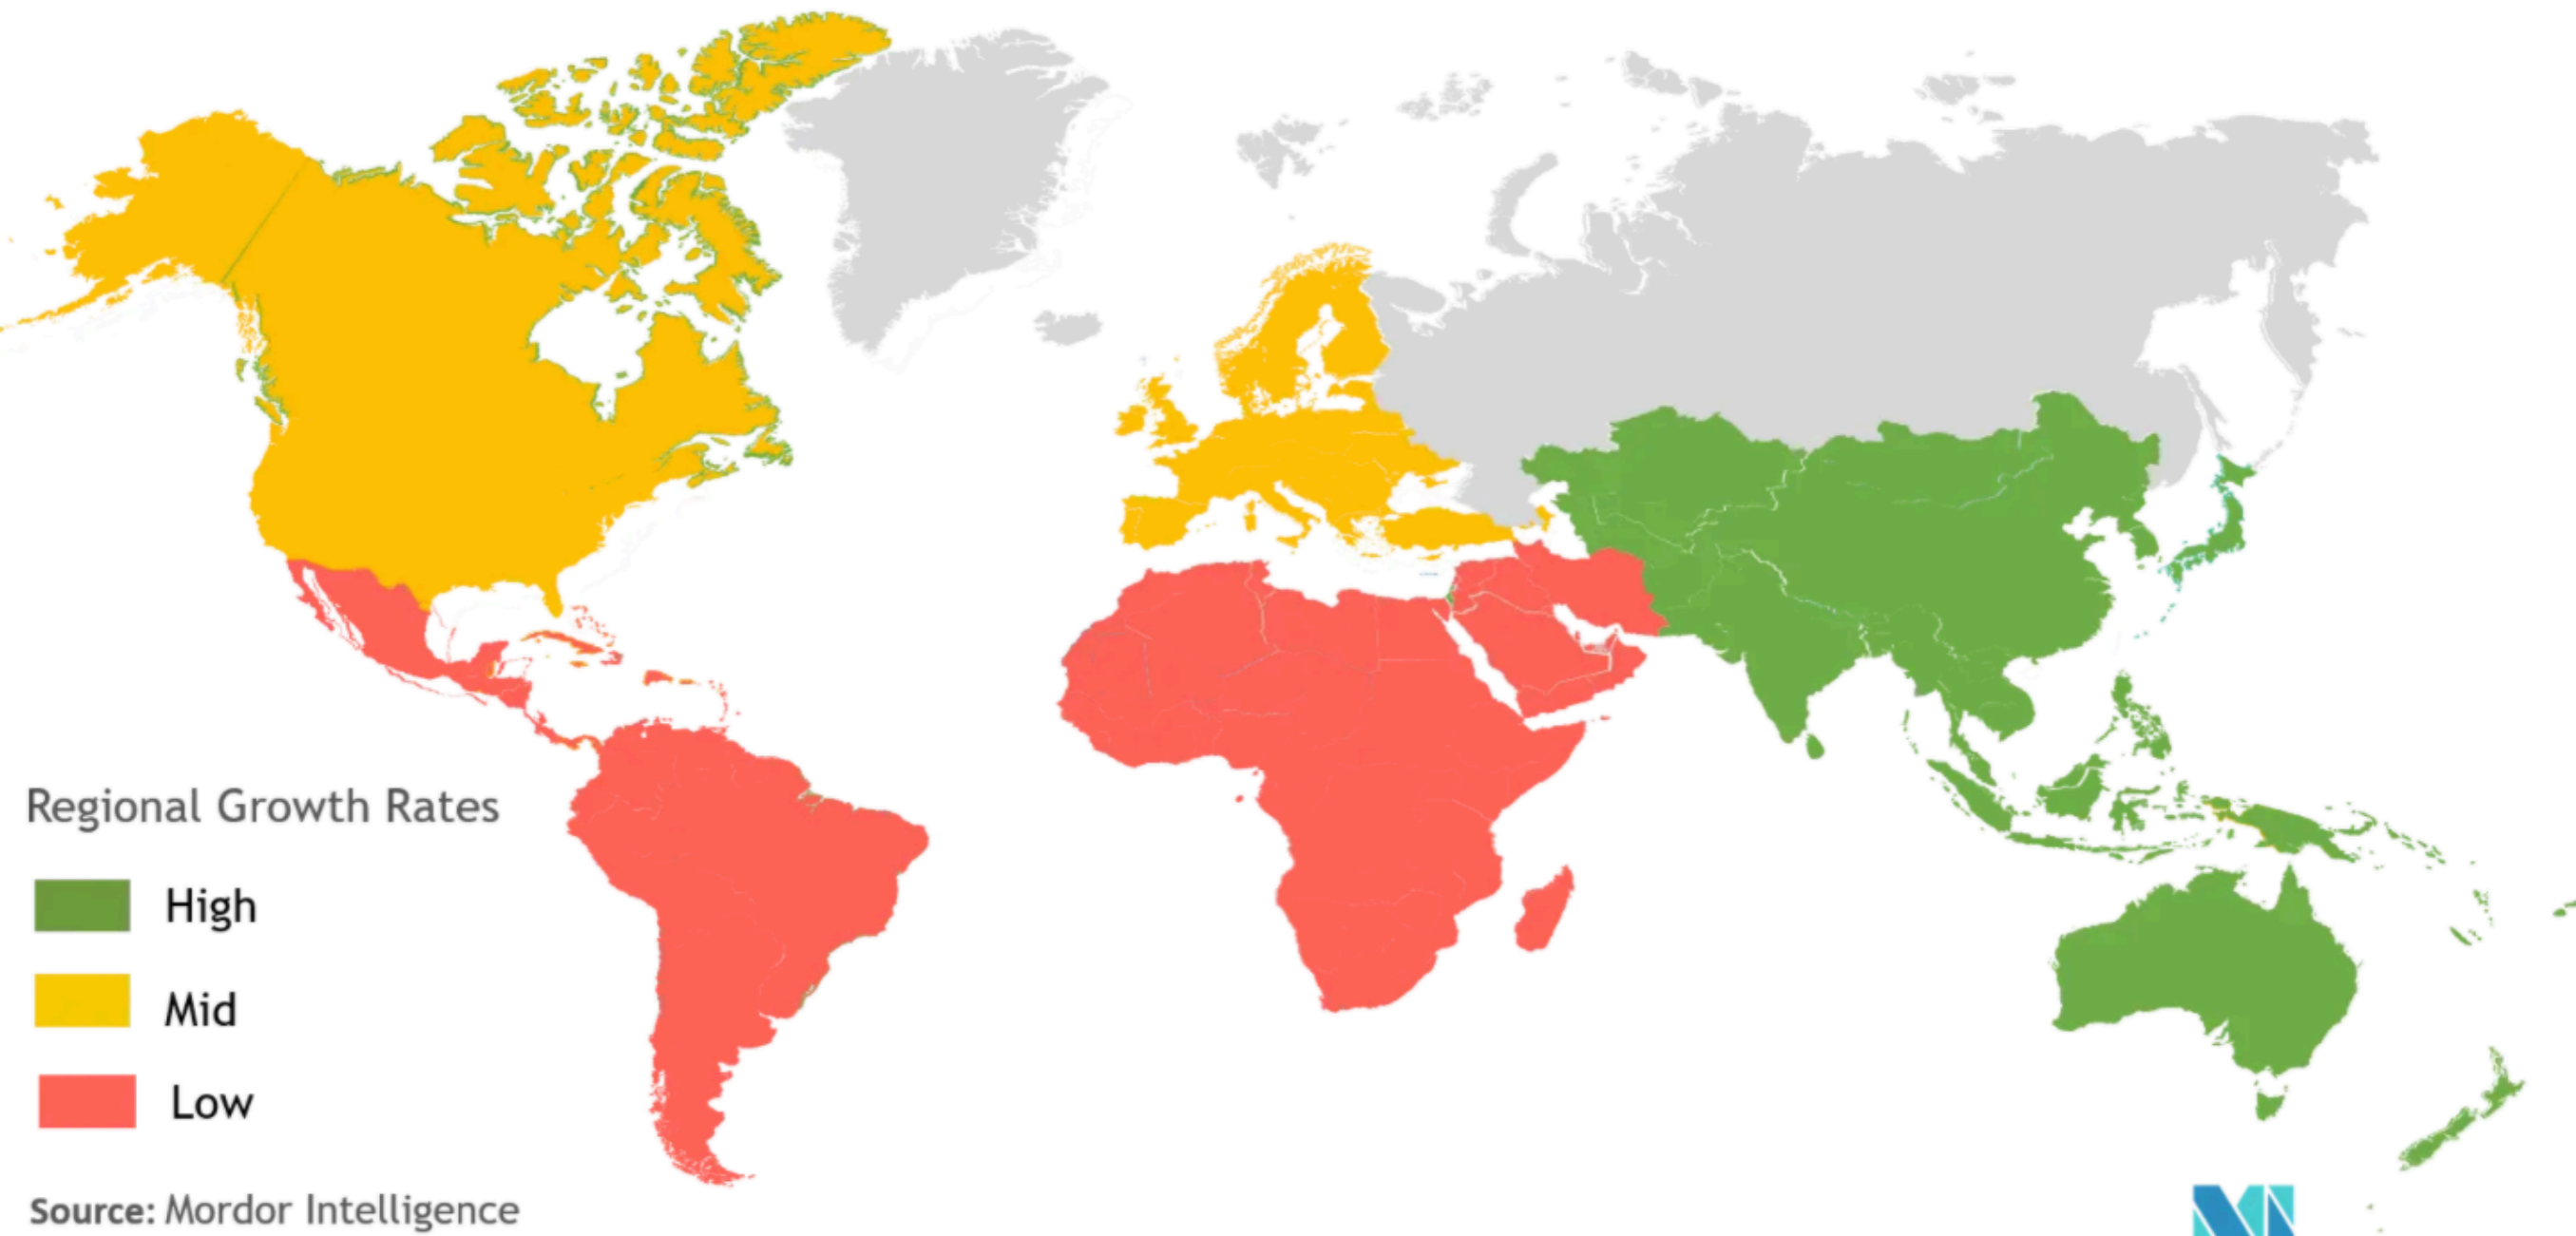 Regional Growth Rates
High
Mid
Low
Source: Mordor Intelligence